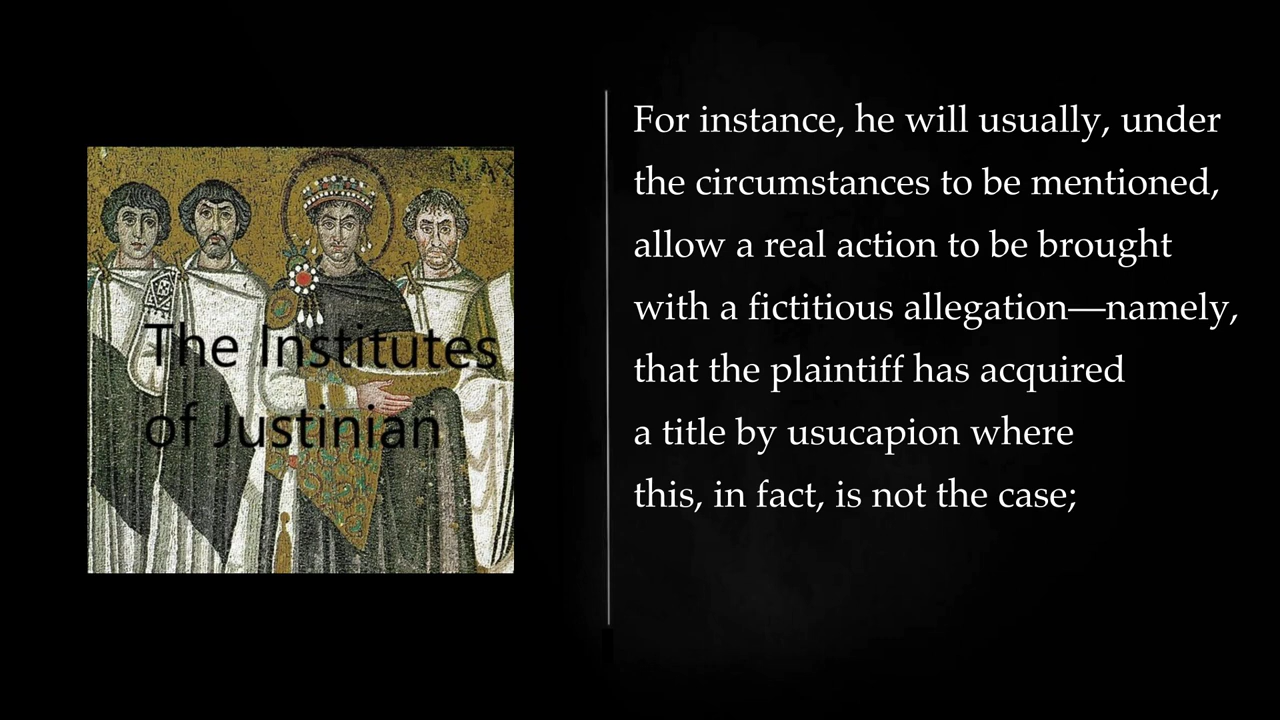 MAX
The Institutes
of Justinian
For instance, he will usually, under
the circumstances to be mentioned,
allow a real action to be brought
with a fictitious allegation—namely,
that the plaintiff has acquired
a title by usucapion where
this, in fact, is not the case;